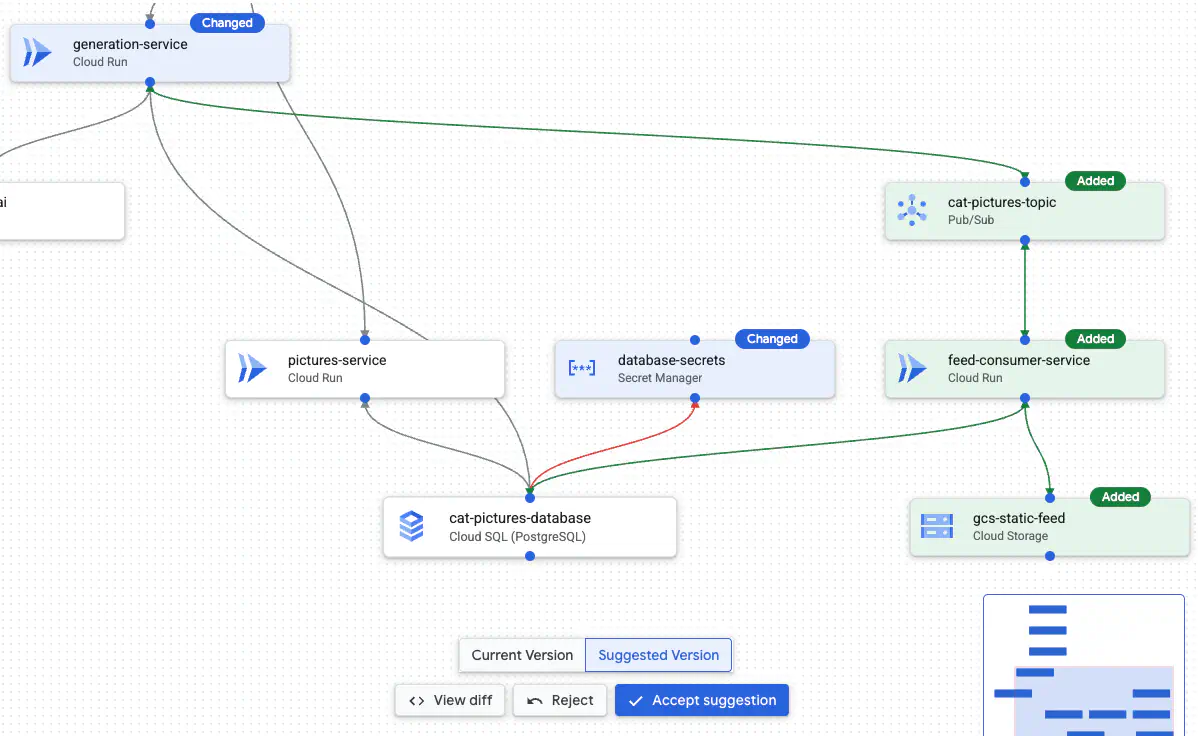 Changed
generation-service
Cloud Run
ai
Added
cat-pictures-topic
Pub/Sub
pictures-service
Cloud Run
Changed
[***]
database-secrets
Secret Manager
Added
feed-consumer-service
Cloud Run
cat-pictures-database
Cloud SQL (PostgreSQL)
Added
gcs-static-feed
Cloud Storage
Current Version
Suggested Version
View diff
Reject
Accept suggestion